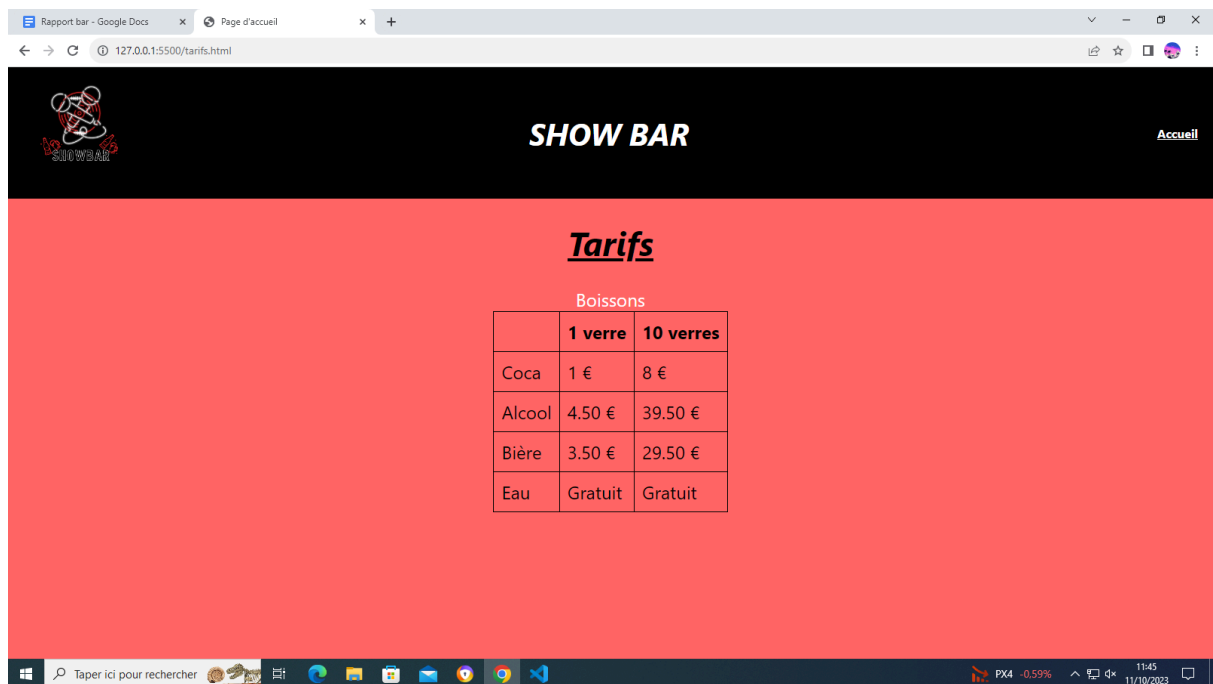 Rapport bar - Google Docs
Page d'accueil
127.0.0.1:5500/tarifs.html
SHOWBAR
SHOW BAR
Accueil
Tarifs
Boissons
1 verre 10 verres
Coca 1 € 8 €
Alcool 4.50 € 39.50 €
Bière 3.50 € 29.50 €
Eau Gratuit Gratuit
Taper ici pour rechercher
PX4 -0,59%
11:45
11/10/2023